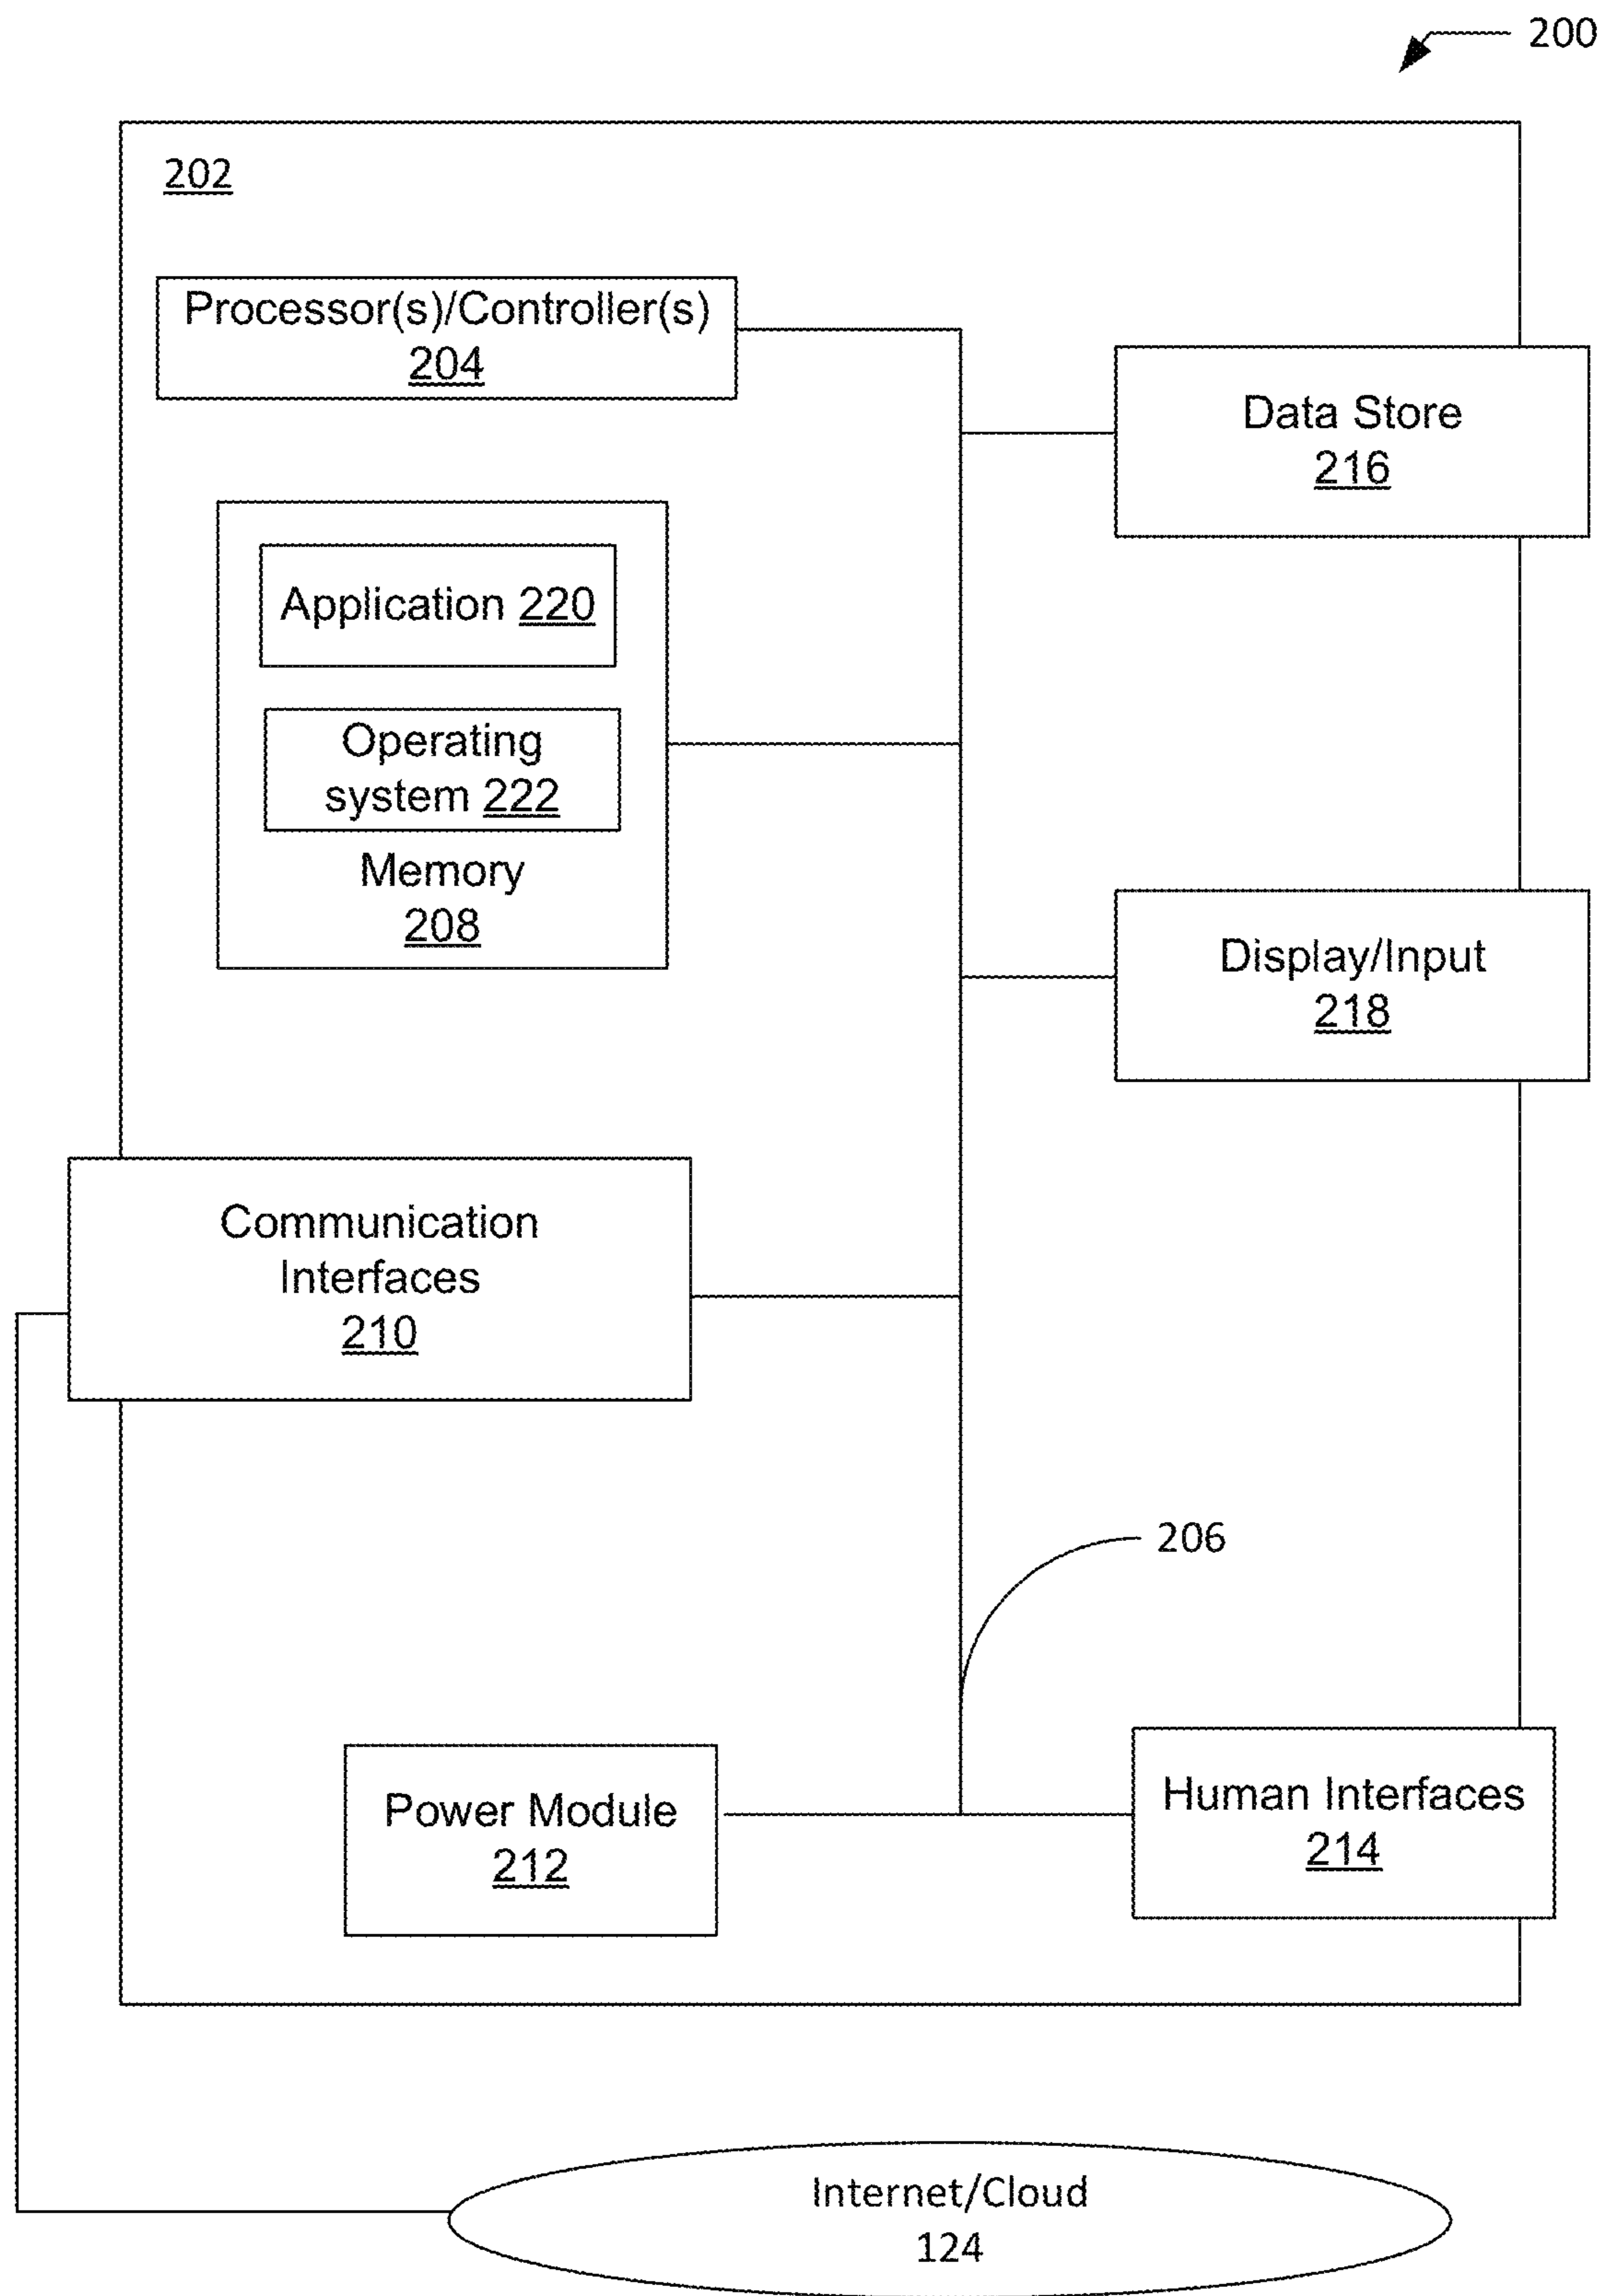 200
202
Processor(s)/Controller(s)
204
Data Store
216
Application 220
Operating
system 222
Memory
208
Display/Input
218
Communication
Interfaces
210
206
Power Module
212
Human Interfaces
214
Internet/Cloud
124